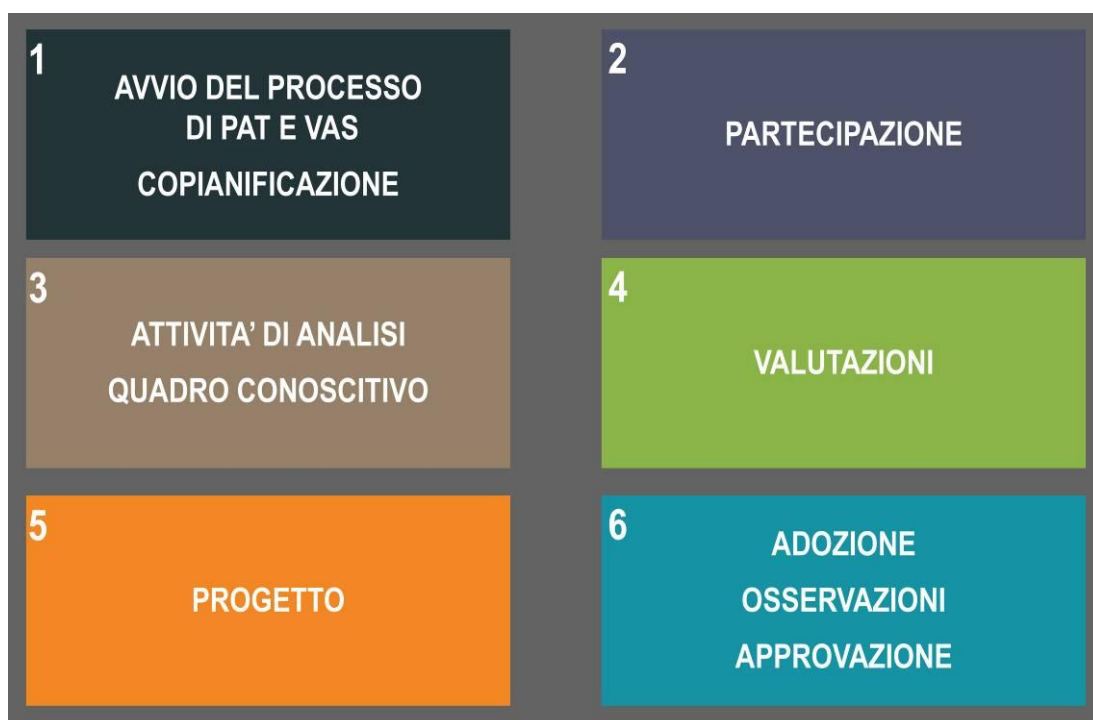 1
AVVIO DEL PROCESSO
DI PAT E VAS
COPIANIFICAZIONE
2
PARTECIPAZIONE
3
ATTIVITA’ DI ANALISI
QUADRO CONOSCITIVO
4
VALUTAZIONI
5
PROGETTO
6
ADOZIONE
OSSERVAZIONI
APPROVAZIONE